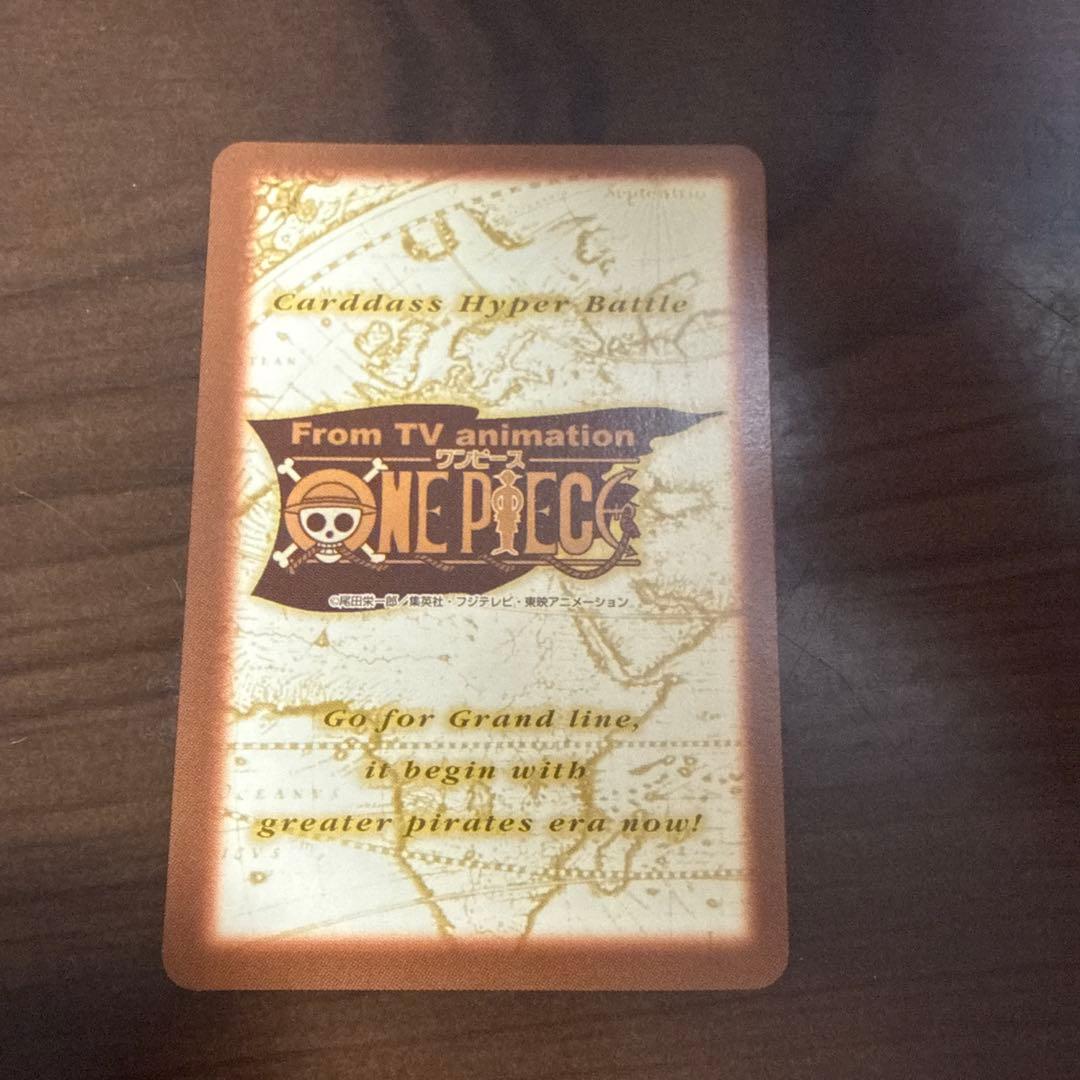 Septentrio
Carddass Hyper Battle
From TV animation
ワンピース
ONE PIECE
©尾田栄一郎／集英社・フジテレビ・東映アニメーション
Go for Grand line,
it begin with
greater pirates era now!